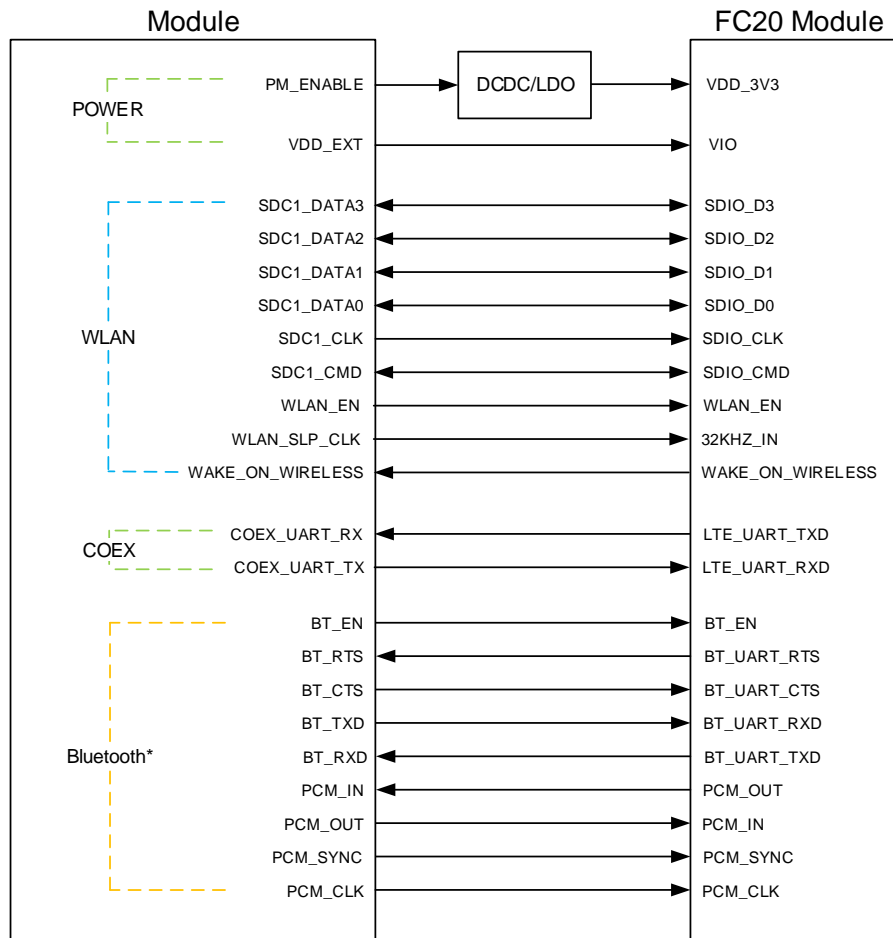 Module FC20 Module
PM_ENABLE DCDC/LDO VDD_3V3
POWER
VDD_EXT VIO
SDC1_DATA3 SDIO_D3
SDC1_DATA2 SDIO_D2
SDC1_DATA1 SDIO_D1
SDC1_DATA0 SDIO_D0
WLAN SDC1_CLK SDIO_CLK
SDC1_CMD SDIO_CMD
WLAN_EN WLAN_EN
WLAN_SLP_CLK 32KHZ_IN
WAKE_ON_WIRELESS WAKE_ON_WIRELESS
COEX_UART_RX LTE_UART_TXD
COEX
COEX_UART_TX LTE_UART_RXD
BT_EN BT_EN
BT_RTS BT_UART_RTS
BT_CTS BT_UART_CTS
BT_TXD BT_UART_RXD
Bluetooth* BT_RXD BT_UART_TXD
PCM_IN PCM_OUT
PCM_OUT PCM_IN
PCM_SYNC PCM_SYNC
PCM_CLK PCM_CLK